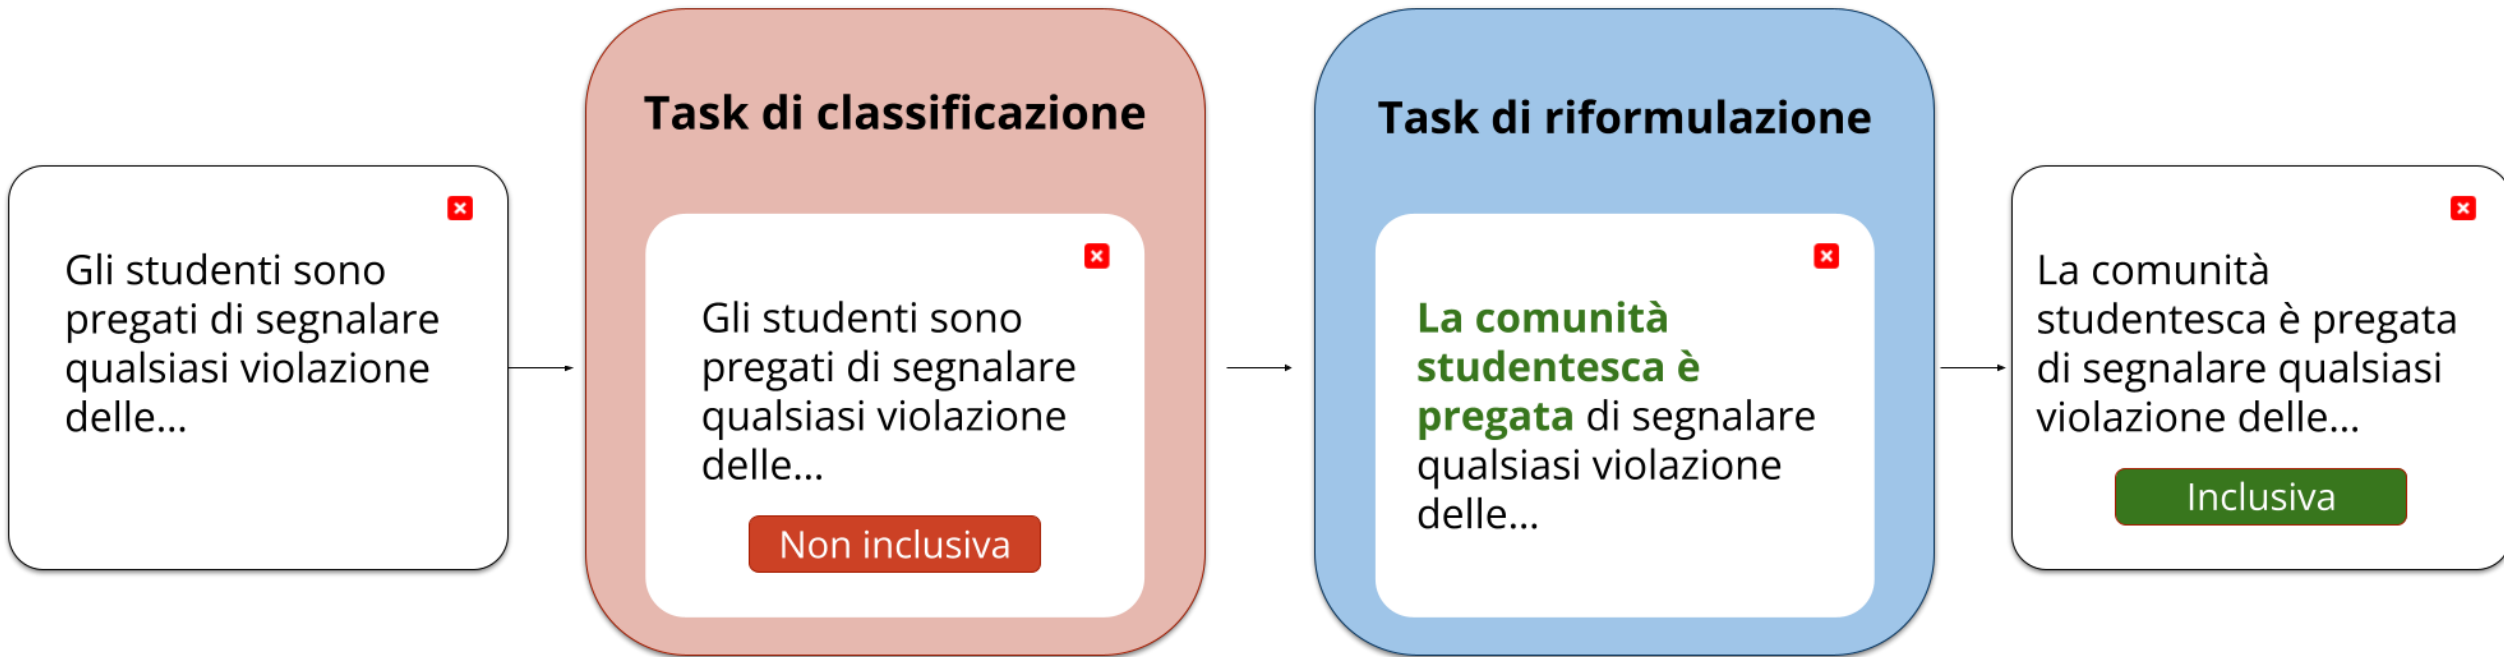 Gli studenti sono
pregati di segnalare
qualsiasi violazione
delle...
Task di classificazione
Gli studenti sono
pregati di segnalare
qualsiasi violazione
delle...
Non inclusiva
Task di riformulazione
La comunità
studentesca è
pregata di segnalare
qualsiasi violazione
delle...
La comunità
studentesca è pregata
di segnalare qualsiasi
violazione delle...
Inclusiva